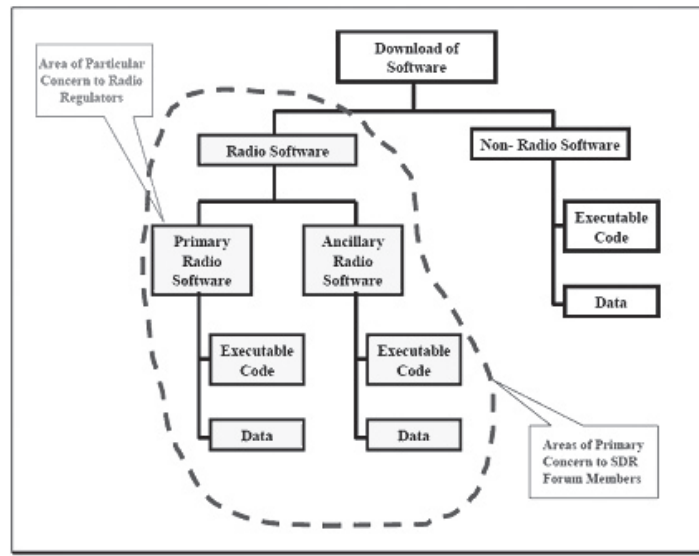 Download of
Software
Area of Particular
Concern to Radio
Regulators
Radio Software
Non- Radio Software
Primary
Radio
Software
Ancillary
Radio
Software
Executable
Code
Data
Executable
Code
Data
Executable
Code
Data
Areas of Primary
Concern to SDR
Forum Members